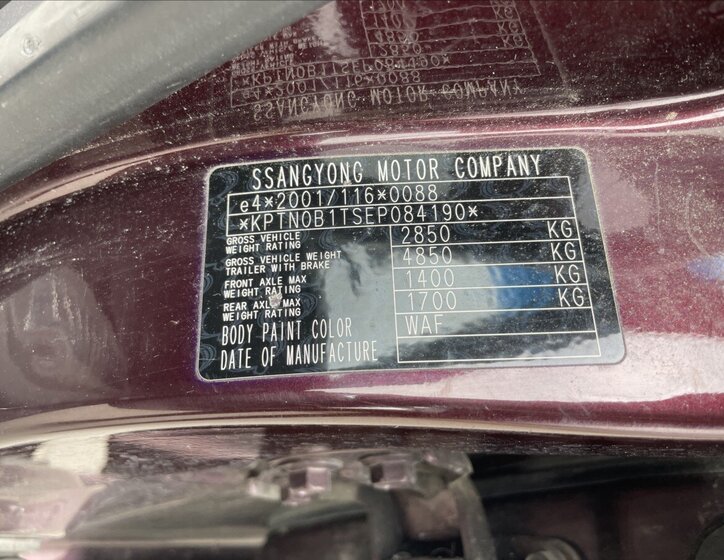 SSANGYONG MOTOR COMPANY
e4*2001/116*0088
*KPTN0B1TSEP084190*
GROSS VEHICLE WEIGHT RATING 2850 KG
GROSS VEHICLE WEIGHT TRAILER WITH BRAKE 4850 KG
FRONT AXLE MAX WEIGHT RATING 1400 KG
REAR AXLE MAX WEIGHT RATING 1700 KG
BODY PAINT COLOR WAF
DATE OF MANUFACTURE